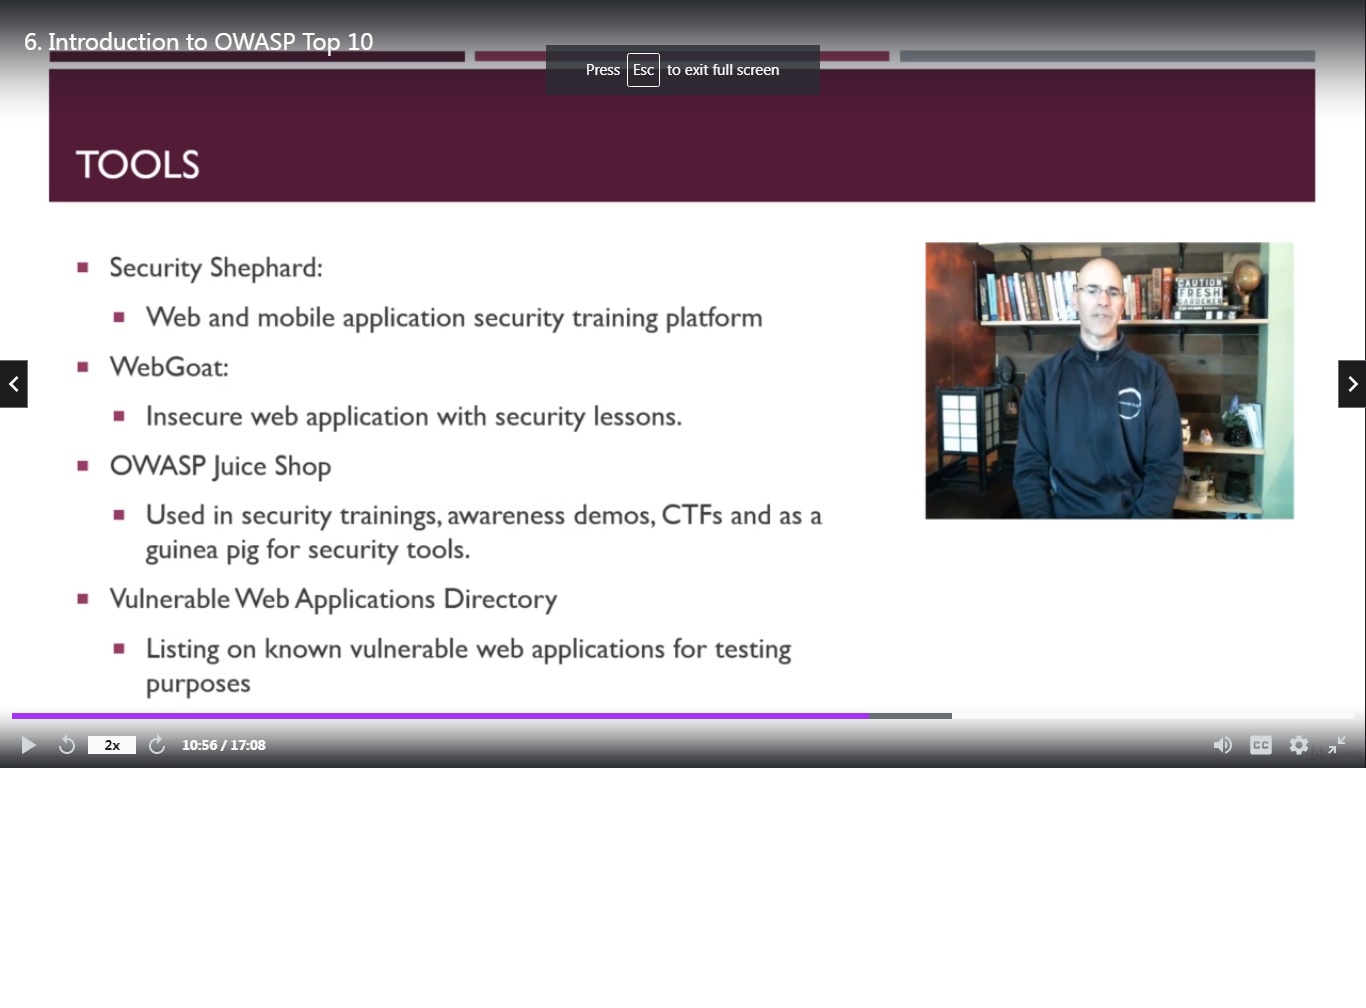 6. Introduction to OWASP Top 10
Press Esc to exit full screen
TOOLS
Security Shephard:
Web and mobile application security training platform
WebGoat:
Insecure web application with security lessons.
OWASP Juice Shop
Used in security trainings, awareness demos, CTFs and as a
guinea pig for security tools.
Vulnerable Web Applications Directory
Listing on known vulnerable web applications for testing
purposes
CAUTION
FRESH
GARDENER
2x
10:56 / 17:08
CC